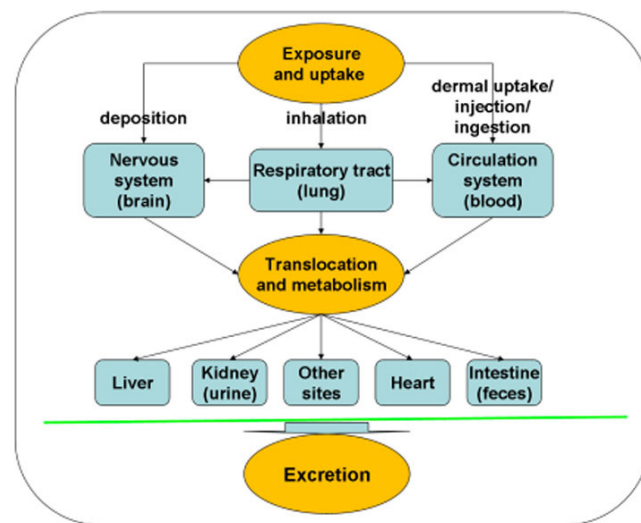 Exposure
and uptake
deposition
inhalation
dermal uptake/
injection/
ingestion
Nervous
system
(brain)
Respiratory tract
(lung)
Circulation
system
(blood)
Translocation
and metabolism
Liver
Kidney
(urine)
Other
sites
Heart
Intestine
(feces)
Excretion